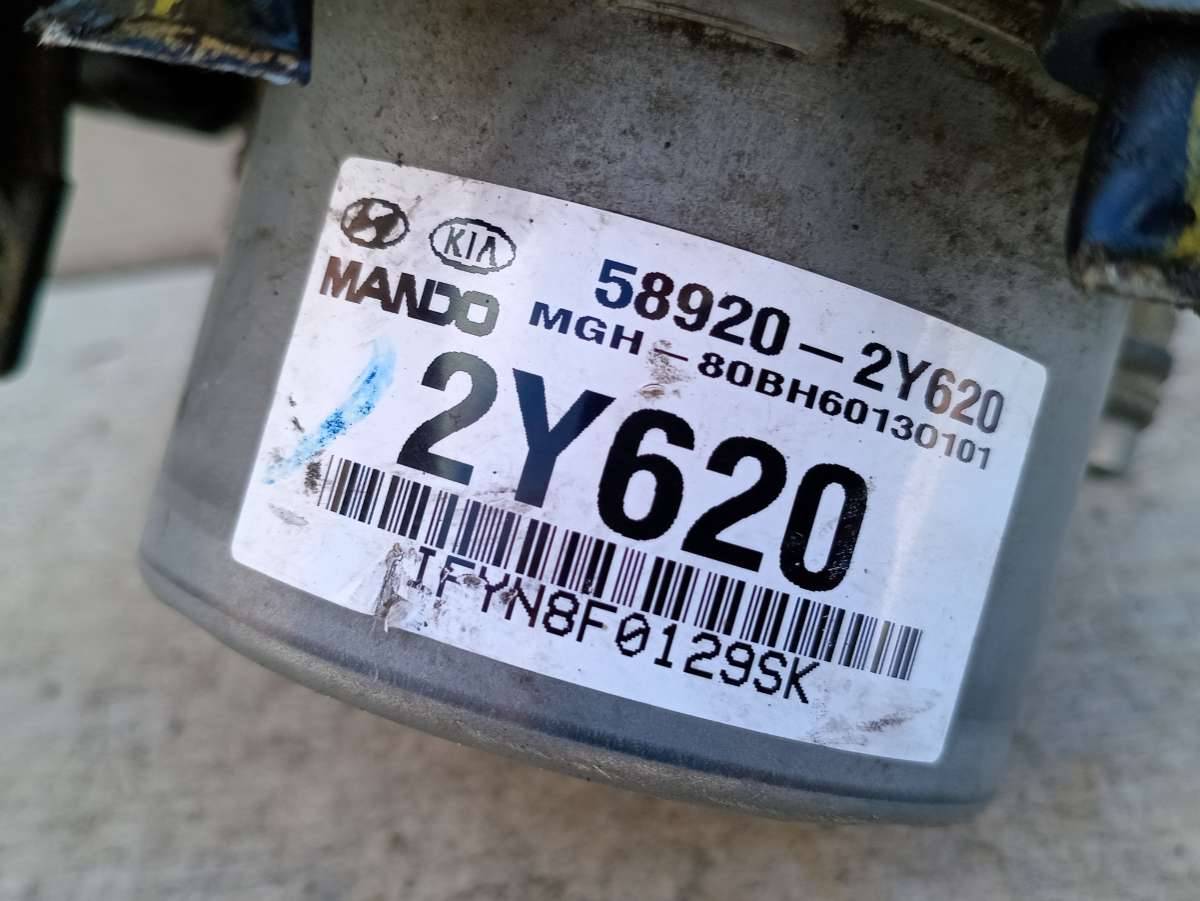 KIA
MANDO
58920-2Y620
MGH-80BH60130101
2Y620
IFYN8F0129SK